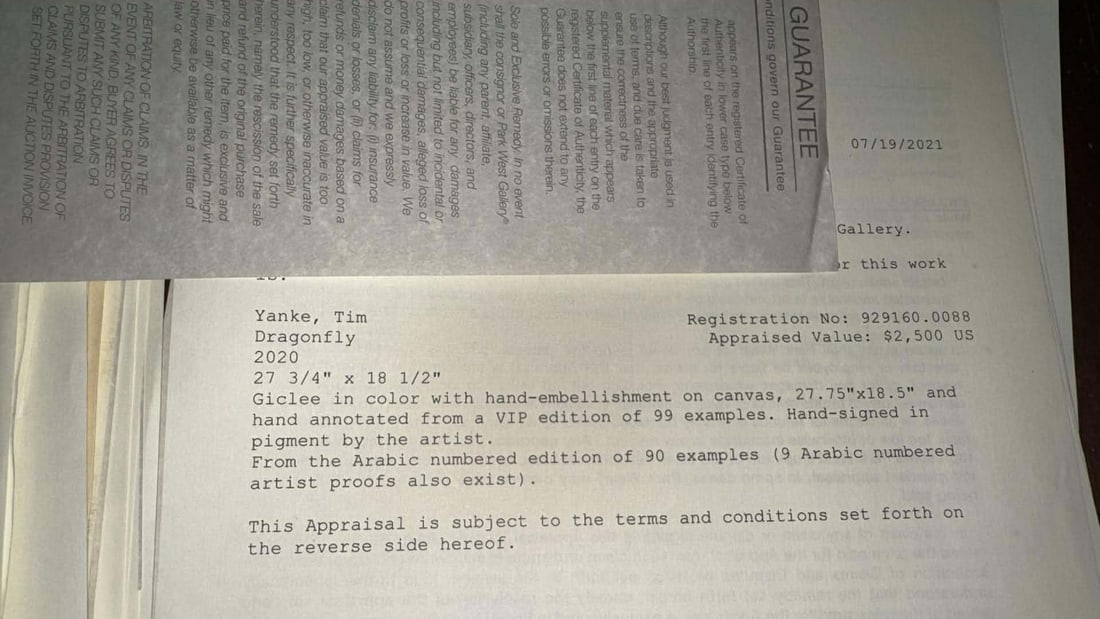 GUARANTEE
nditions govern our Guarantee
appears on the registered Certificate of
Authenticity in lower case type below
the first line of each entry identifying the
Authorship.
Although our best judgment is used in
descriptions and the appropriate
use of terms, and due care is taken to
ensure the correctness of the
supplemental material which appears
below the first line of each entry on the
registered Certificate of Authenticity, the
Guarantee does not extend to any
possible errors or omissions therein.
Sole and Exclusive Remedy. In no event
shall the consignor or Park West Gallery®
(including any parent, affiliate,
subsidiary, officers, directors, and
employees) be liable for any damages
including but not limited to incidental or
consequential damages, alleged loss of
profits or loss or increase in value. We
do not assume and we expressly
disclaim any liability for: (i) insurance
denials or losses, or (ii) claims for
refunds or money damages based on a
claim that our appraised value is too
high, too low, or otherwise inaccurate in
any respect. It is further specifically
understood that the remedy set forth
herein, namely the rescission of the sale
and refund of the original purchase
price paid for the item, is exclusive and
in lieu of any other remedy which might
otherwise be available as a matter of
law or equity.
ARBITRATION OF CLAIMS. IN THE
EVENT OF ANY CLAIMS OR DISPUTES
OF ANY KIND, BUYER AGREES TO
SUBMIT ANY SUCH CLAIMS OR
DISPUTES TO ARBITRATION
PURSUANT TO THE ARBITRATION OF
CLAIMS AND DISPUTES PROVISION
SET FORTH IN THE AUCTION INVOICE
07/19/2021
Gallery.
or this work
is:
Yanke, Tim
Registration No: 929160.0088
Dragonfly
Appraised Value: $2,500 US
2020
27 3/4" x 18 1/2"
Giclee in color with hand-embellishment on canvas, 27.75"x18.5" and
hand annotated from a VIP edition of 99 examples. Hand-signed in
pigment by the artist.
From the Arabic numbered edition of 90 examples (9 Arabic numbered
artist proofs also exist).
This Appraisal is subject to the terms and conditions set forth on
the reverse side hereof.